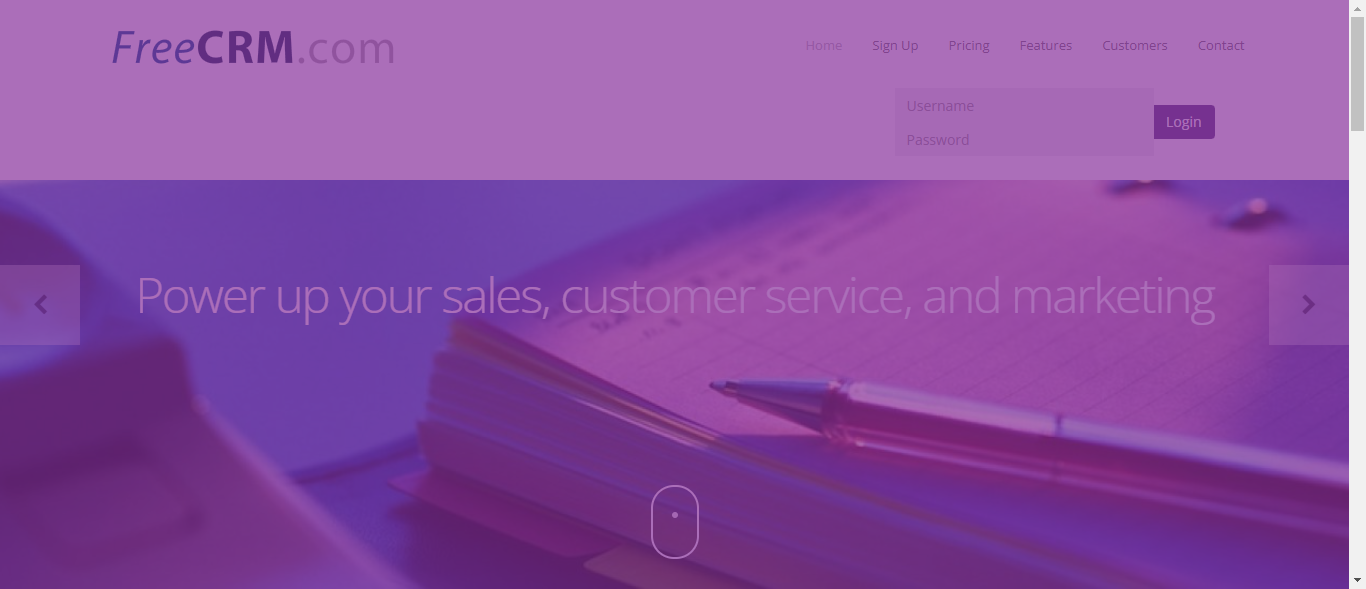 FreeCRM.com
Home Sign Up Pricing Features Customers Contact
Username
Login
Password
Power up your sales, customer service, and marketing